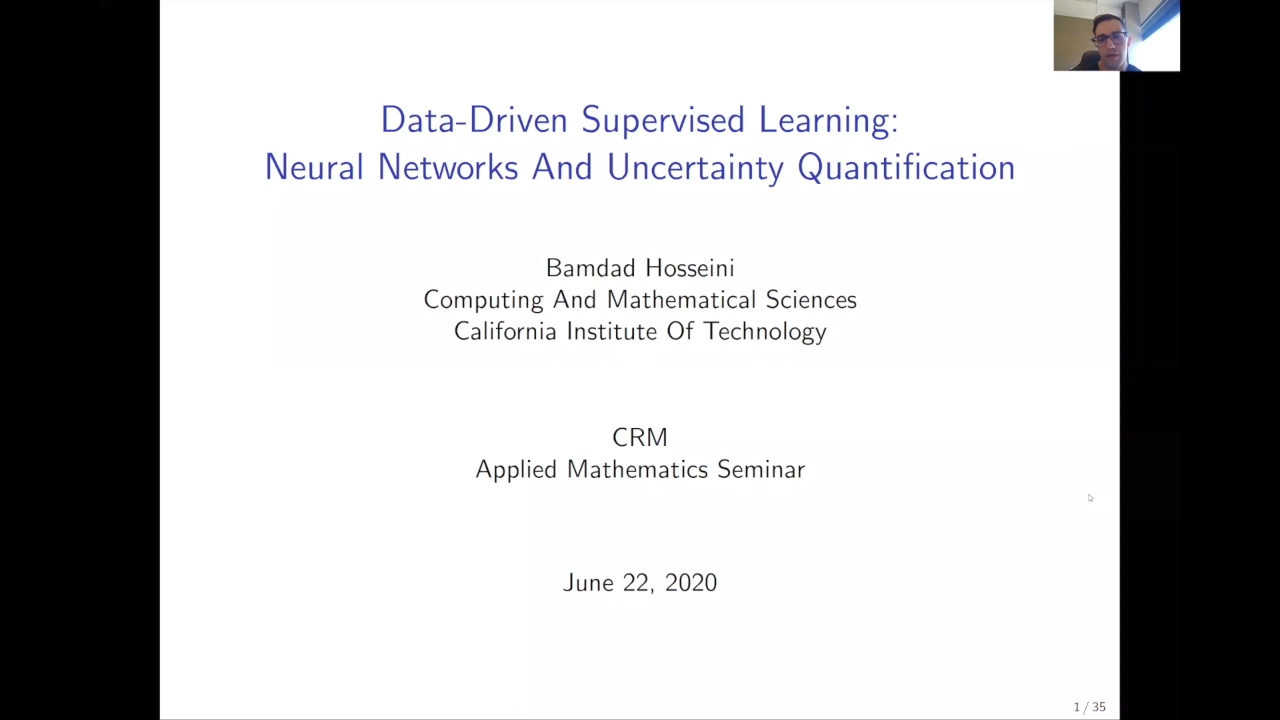 Data-Driven Supervised Learning:
Neural Networks And Uncertainty Quantification
Bamdad Hosseini
Computing And Mathematical Sciences
California Institute Of Technology
CRM
Applied Mathematics Seminar
June 22, 2020
1 / 35